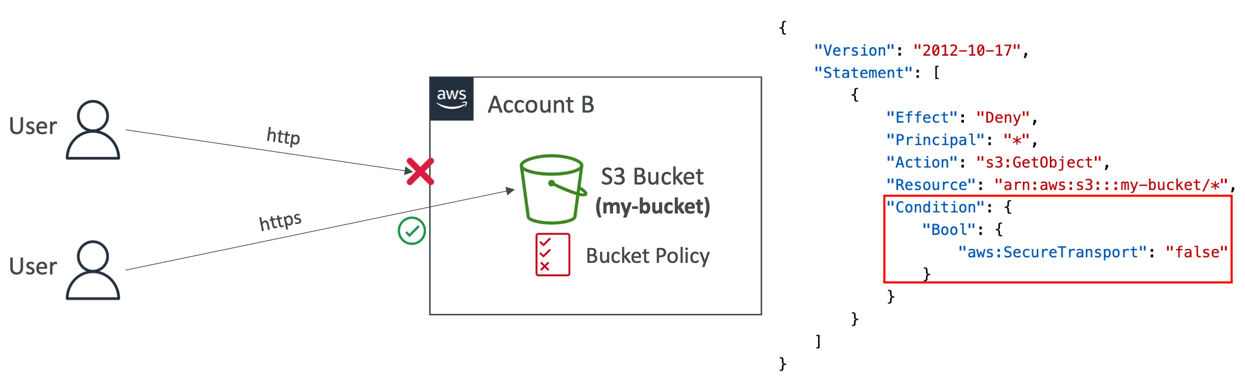 User
http
User
https
aws
Account B
S3 Bucket
(my-bucket)
Bucket Policy
{
    "Version": "2012-10-17",
    "Statement": [
        {
            "Effect": "Deny",
            "Principal": "*",
            "Action": "s3:GetObject",
            "Resource": "arn:aws:s3:::my-bucket/*",
            "Condition": {
                "Bool": {
                    "aws:SecureTransport": "false"
                }
            }
        }
    ]
}